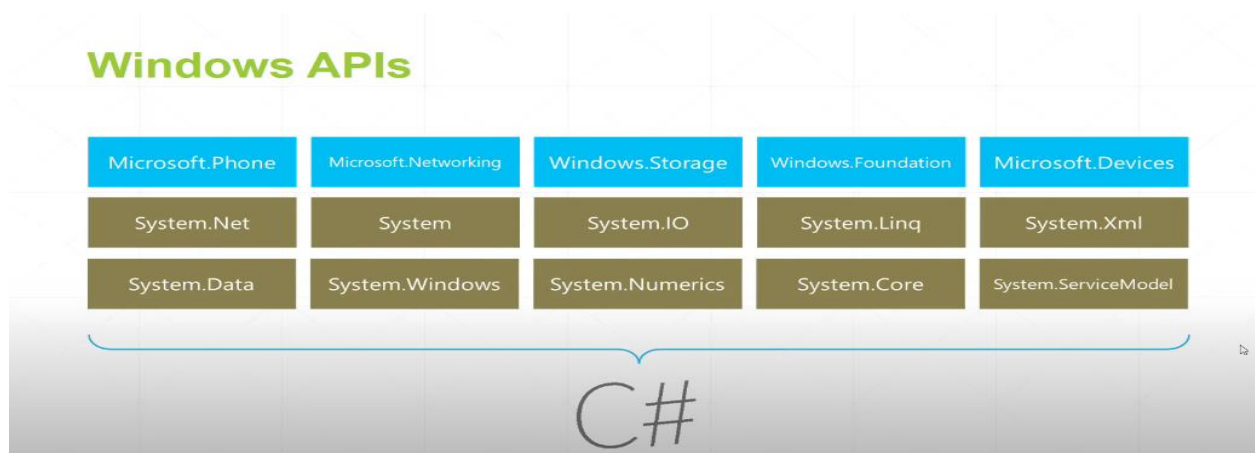 Windows APIs
Microsoft.Phone Microsoft.Networking Windows.Storage Windows.Foundation Microsoft.Devices
System.Net System System.IO System.Linq System.Xml
System.Data System.Windows System.Numerics System.Core System.ServiceModel
C#